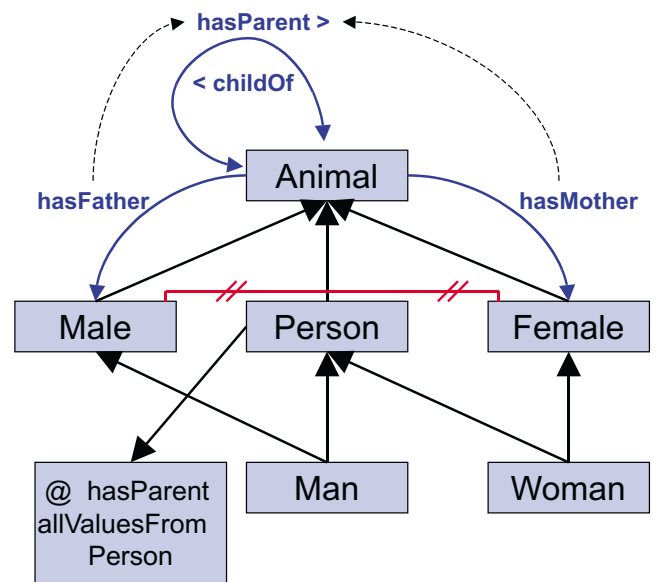 hasParent >
< childOf
Animal
hasFather
hasMother
Male
Person
Female
@ hasParent
allValuesFrom
Person
Man
Woman